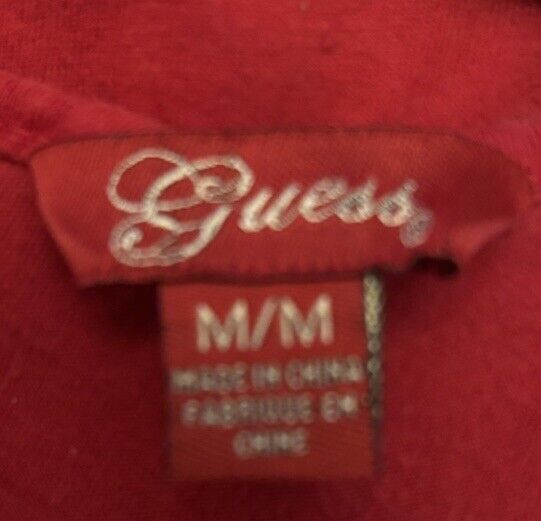 Guess
M/M
MADE IN CHINA
FABRIQUE EN
CHINE